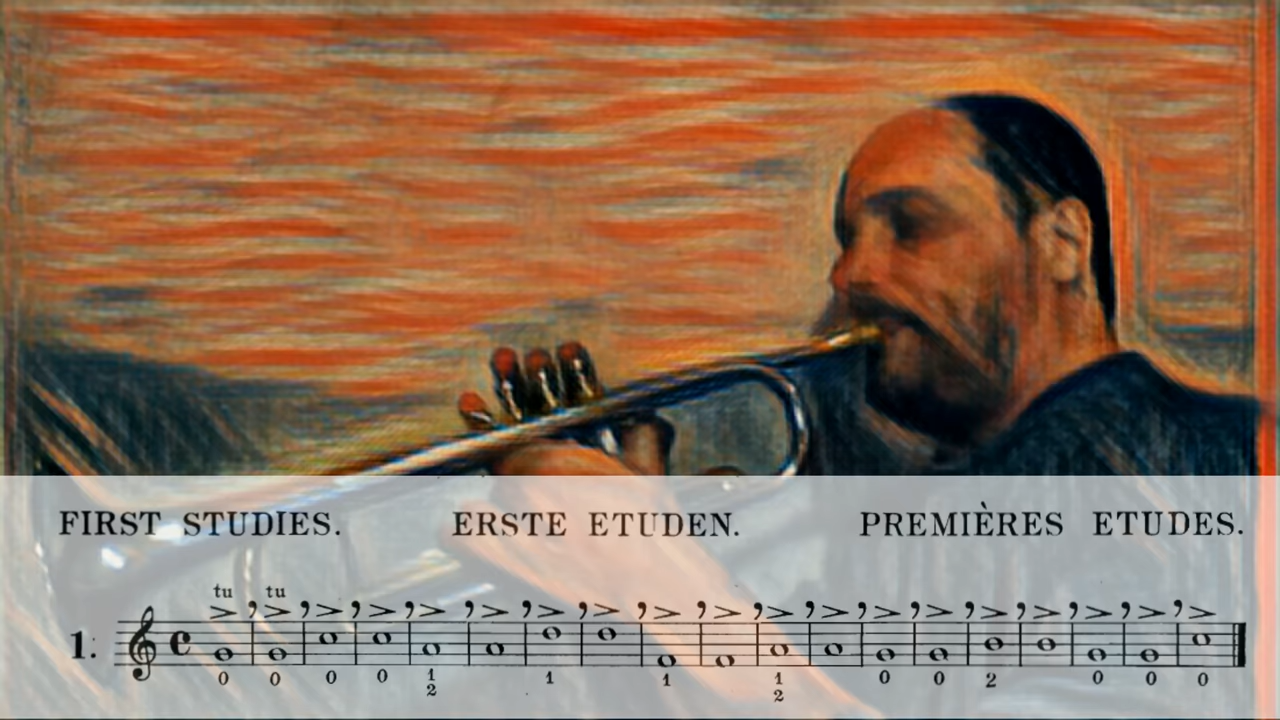 FIRST STUDIES. ERSTE ETUDEN. PREMIÈRES ETUDES.
tu tu
1:
0 0 0 0 1 1 1 0 0 2 0 0 0
2 2